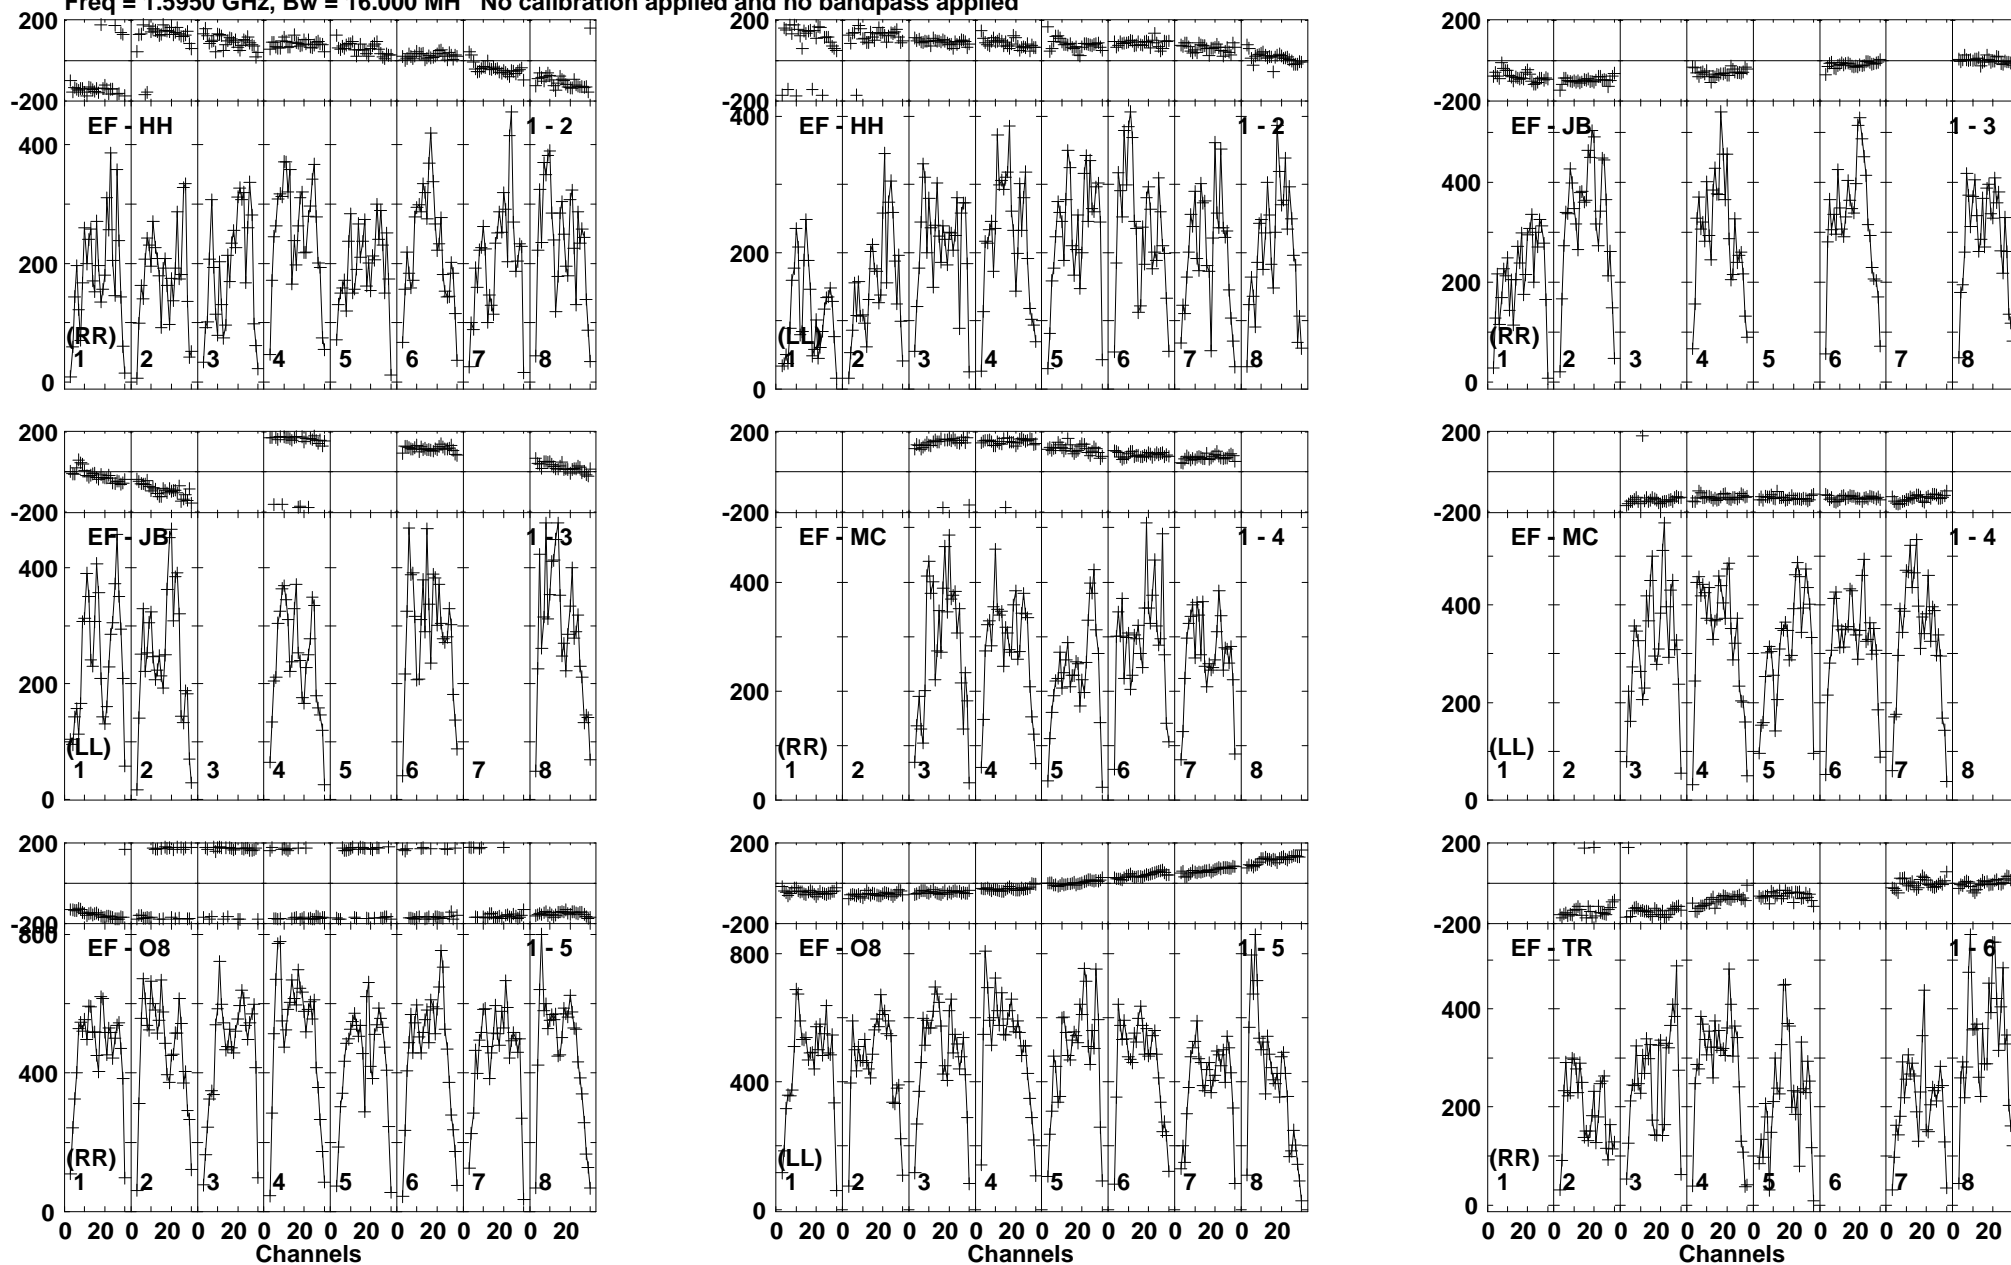 Freq = 1.5950 GHz, Bw = 16.000 MH No calibration applied and no bandpass applied
200 200 200
-200 -200 -200
EF - HH 1 - 2 EF - HH 1 - 2 EF - JB 1 - 3
400 400 400
200 200 200
(RR) (LL) (RR)
1 2 3 4 5 6 7 8 1 2 3 4 5 6 7 8 1 2 3 4 5 6 7 8
0 0 0
200 200 200
-200 -200 -200
EF - JB 1 - 3 EF - MC 1 - 4 EF - MC 1 - 4
400 400 400
200 200 200
(LL) (RR) (LL)
1 2 3 4 5 6 7 8 1 2 3 4 5 6 7 8 1 2 3 4 5 6 7 8
0 0 0
200 200 200
-200 -200 -200
800 800
EF - O8 1 - 5 EF - O8 1 - 5 EF - TR 1 - 6
400 400 400
200
(RR) (LL) (RR)
1 2 3 4 5 6 7 8 1 2 3 4 5 6 7 8 1 2 3 4 5 6 7 8
0 0 0
0 20 0 20 0 20 0 20 0 20 0 20 0 20 0 20 0 20 0 20 0 20 0 20 0 20 0 20 0 20 0 20 0 20 0 20 0 20 0 20 0 20 0 20 0 20 0 20
Channels Channels Channels